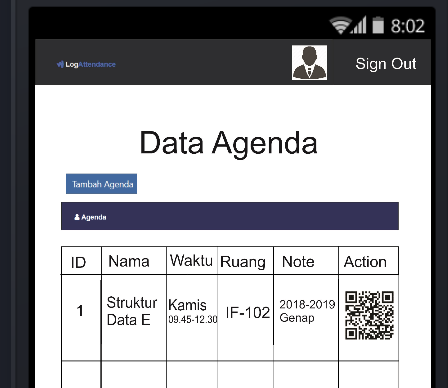 8:02
LogAttendance
Sign Out
Data Agenda
Tambah Agenda
Agenda
ID Nama Waktu Ruang Note Action
1 Struktur Data E Kamis 09.45-12.30 IF-102 2018-2019 Genap